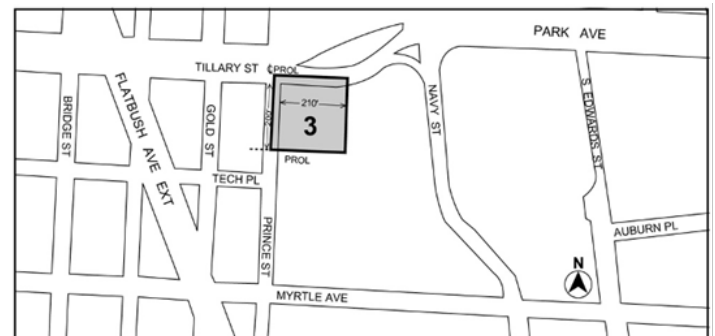 PARK AVE
TILLARY ST
℄PROL
BRIDGE ST
FLATBUSH AVE EXT
GOLD ST
210'
200'
3
NAVY ST
S EDWARDS ST
PROL
TECH PL
PRINCE ST
AUBURN PL
N
MYRTLE AVE